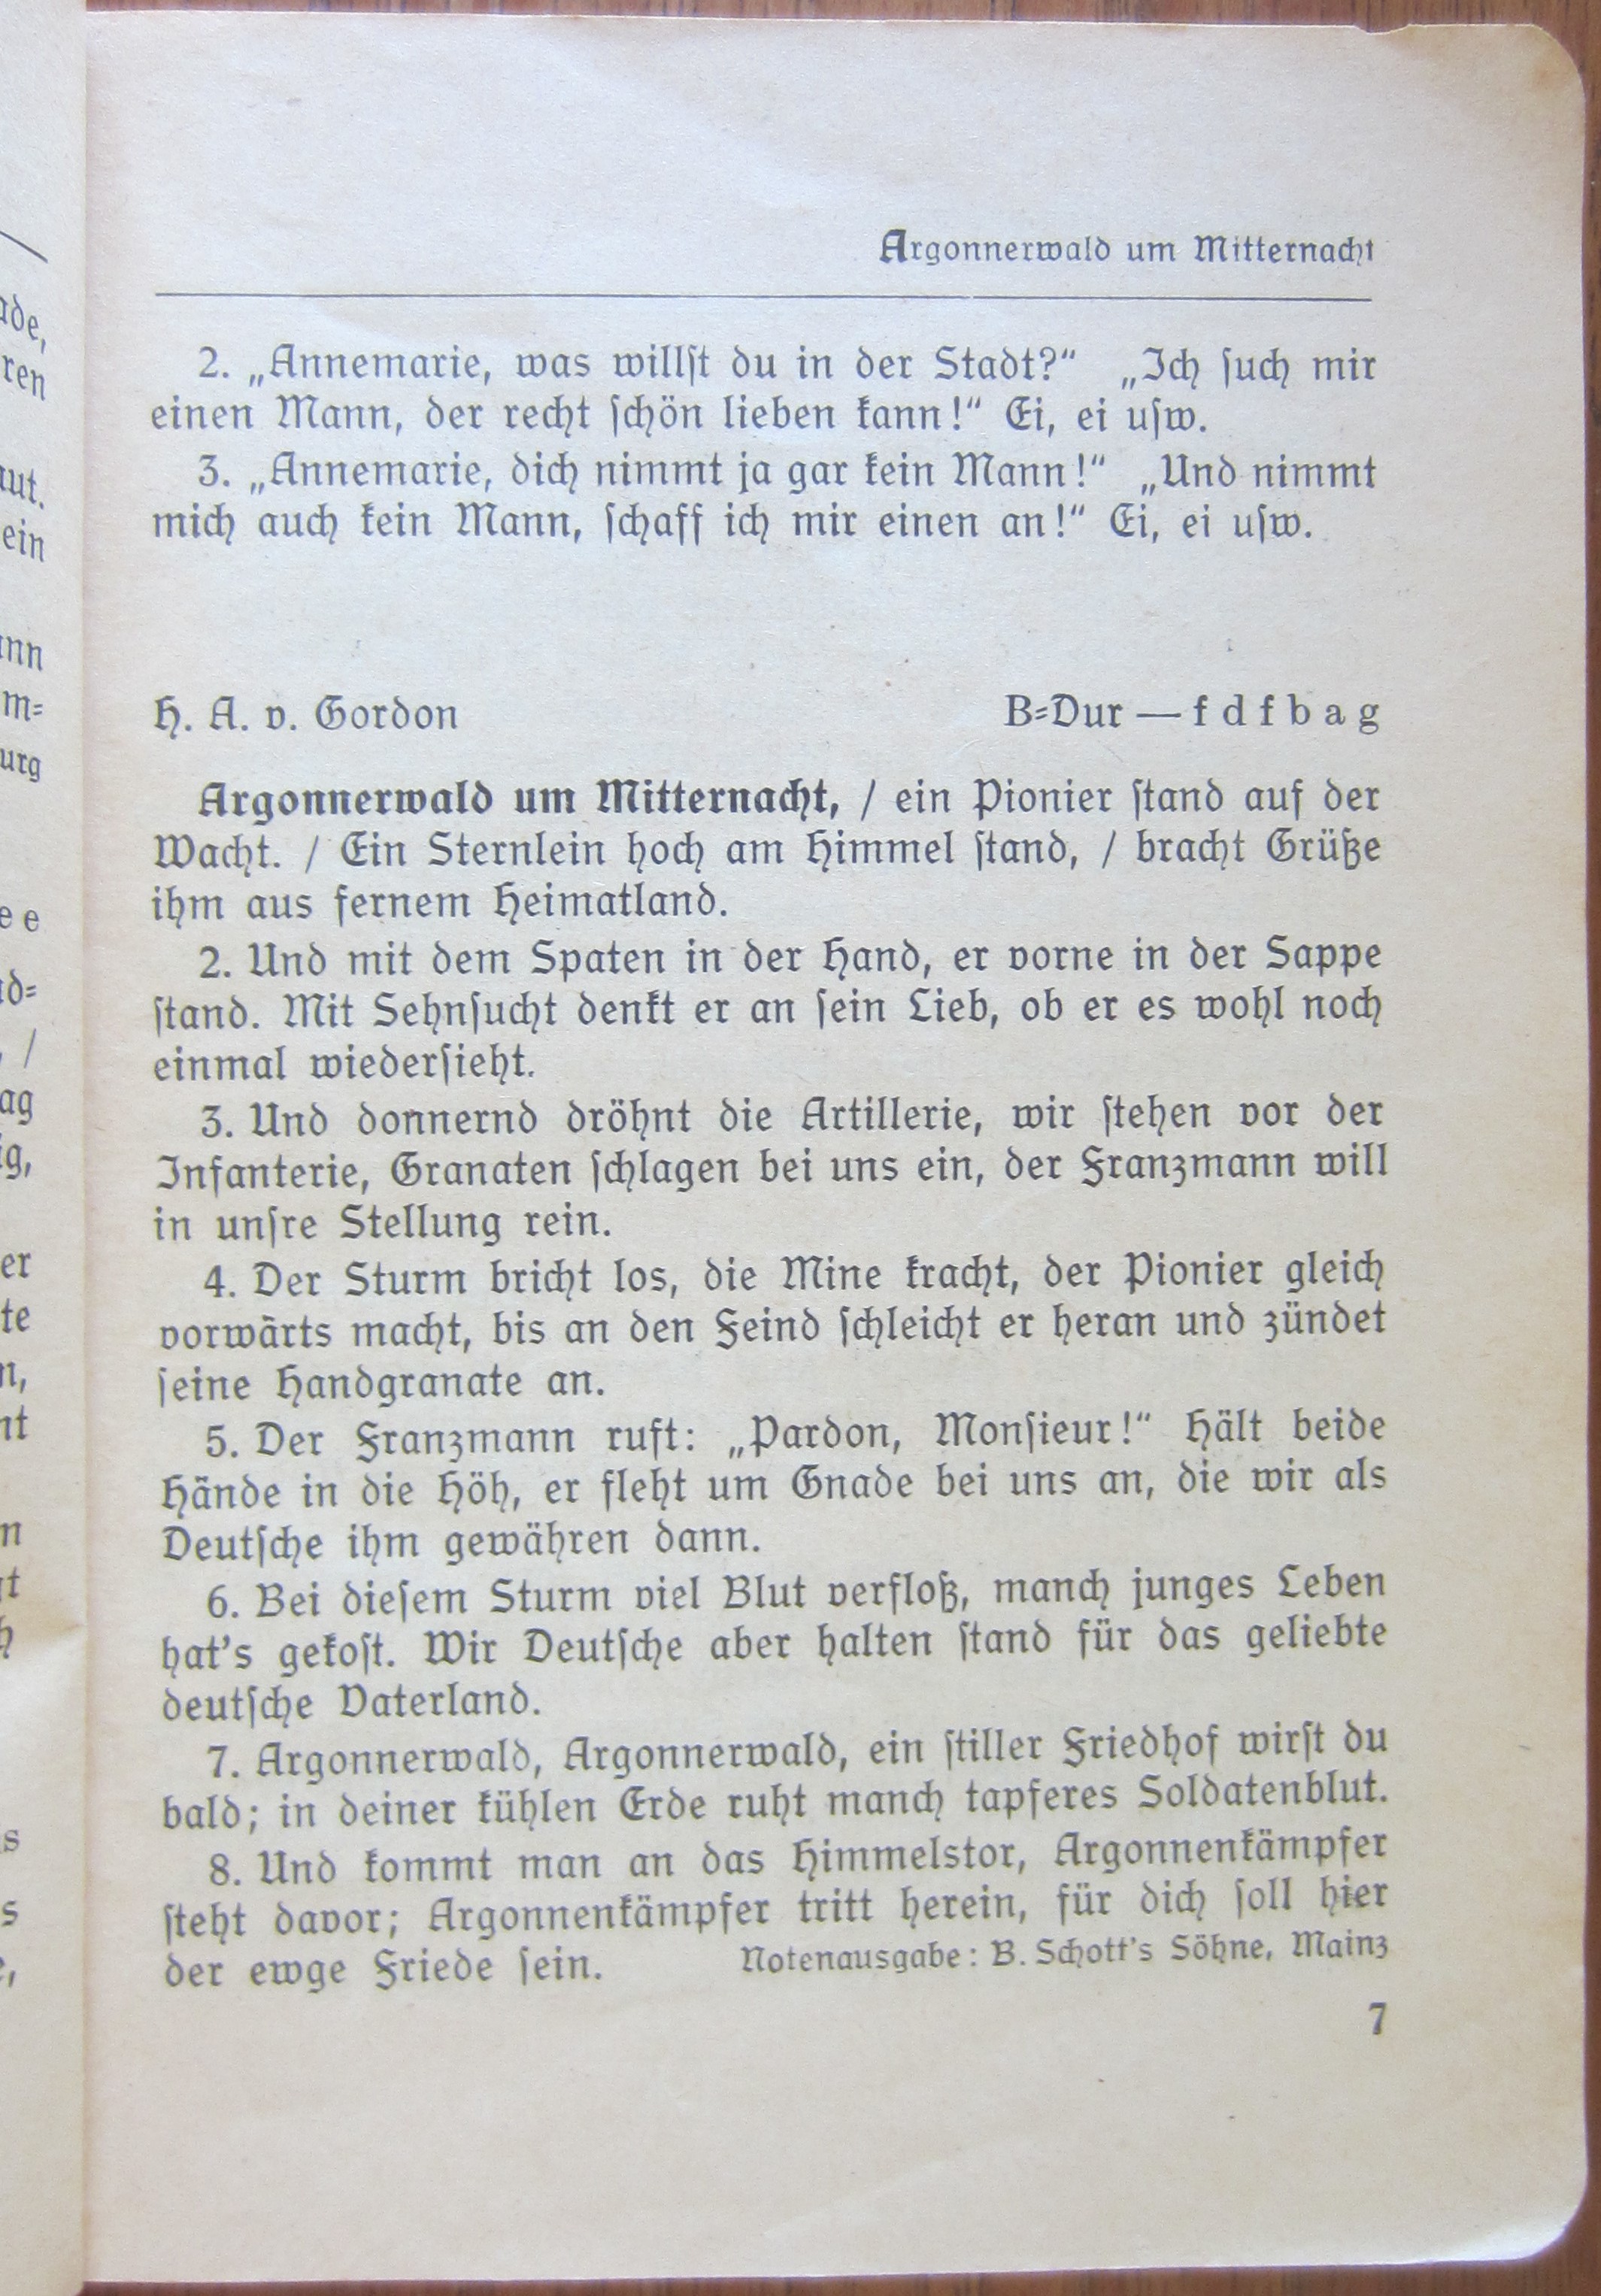 Argonnerwald um Mitternacht
2. „Annemarie, was willſt du in der Stadt?“ „Ich ſuch mir
einen Mann, der recht ſchön lieben kann!“ Ei, ei uſw.
3. „Annemarie, dich nimmt ja gar kein Mann!“ „Und nimmt
mich auch kein Mann, ſchaff ich mir einen an!“ Ei, ei uſw.
H. A. v. Gordon
B=Dur — f d f b a g
Argonnerwald um Mitternacht, / ein Pionier ſtand auf der
Wacht. / Ein Sternlein hoch am Himmel ſtand, / bracht Grüße
ihm aus fernem Heimatland.
2. Und mit dem Spaten in der Hand, er vorne in der Sappe
ſtand. Mit Sehnſucht denkt er an ſein Lieb, ob er es wohl noch
einmal wiederſieht.
3. Und donnernd dröhnt die Artillerie, wir ſtehen vor der
Infanterie, Granaten ſchlagen bei uns ein, der Franzmann will
in unſre Stellung rein.
4. Der Sturm bricht los, die Mine kracht, der Pionier gleich
vorwärts macht, bis an den Feind ſchleicht er heran und zündet
ſeine Handgranate an.
5. Der Franzmann ruft: „Pardon, Monſieur!“ Hält beide
Hände in die Höh, er fleht um Gnade bei uns an, die wir als
Deutſche ihm gewähren dann.
6. Bei dieſem Sturm viel Blut verfloß, manch junges Leben
hat's gekoſt. Wir Deutſche aber halten ſtand für das geliebte
deutſche Vaterland.
7. Argonnerwald, Argonnerwald, ein ſtiller Friedhof wirſt du
bald; in deiner kühlen Erde ruht manch tapferes Soldatenblut.
8. Und kommt man an das Himmelstor, Argonnenkämpfer
ſteht davor; Argonnenkämpfer tritt herein, für dich ſoll hier
der ewge Friede ſein.
Notenausgabe: B. Schott's Söhne, Mainz
7